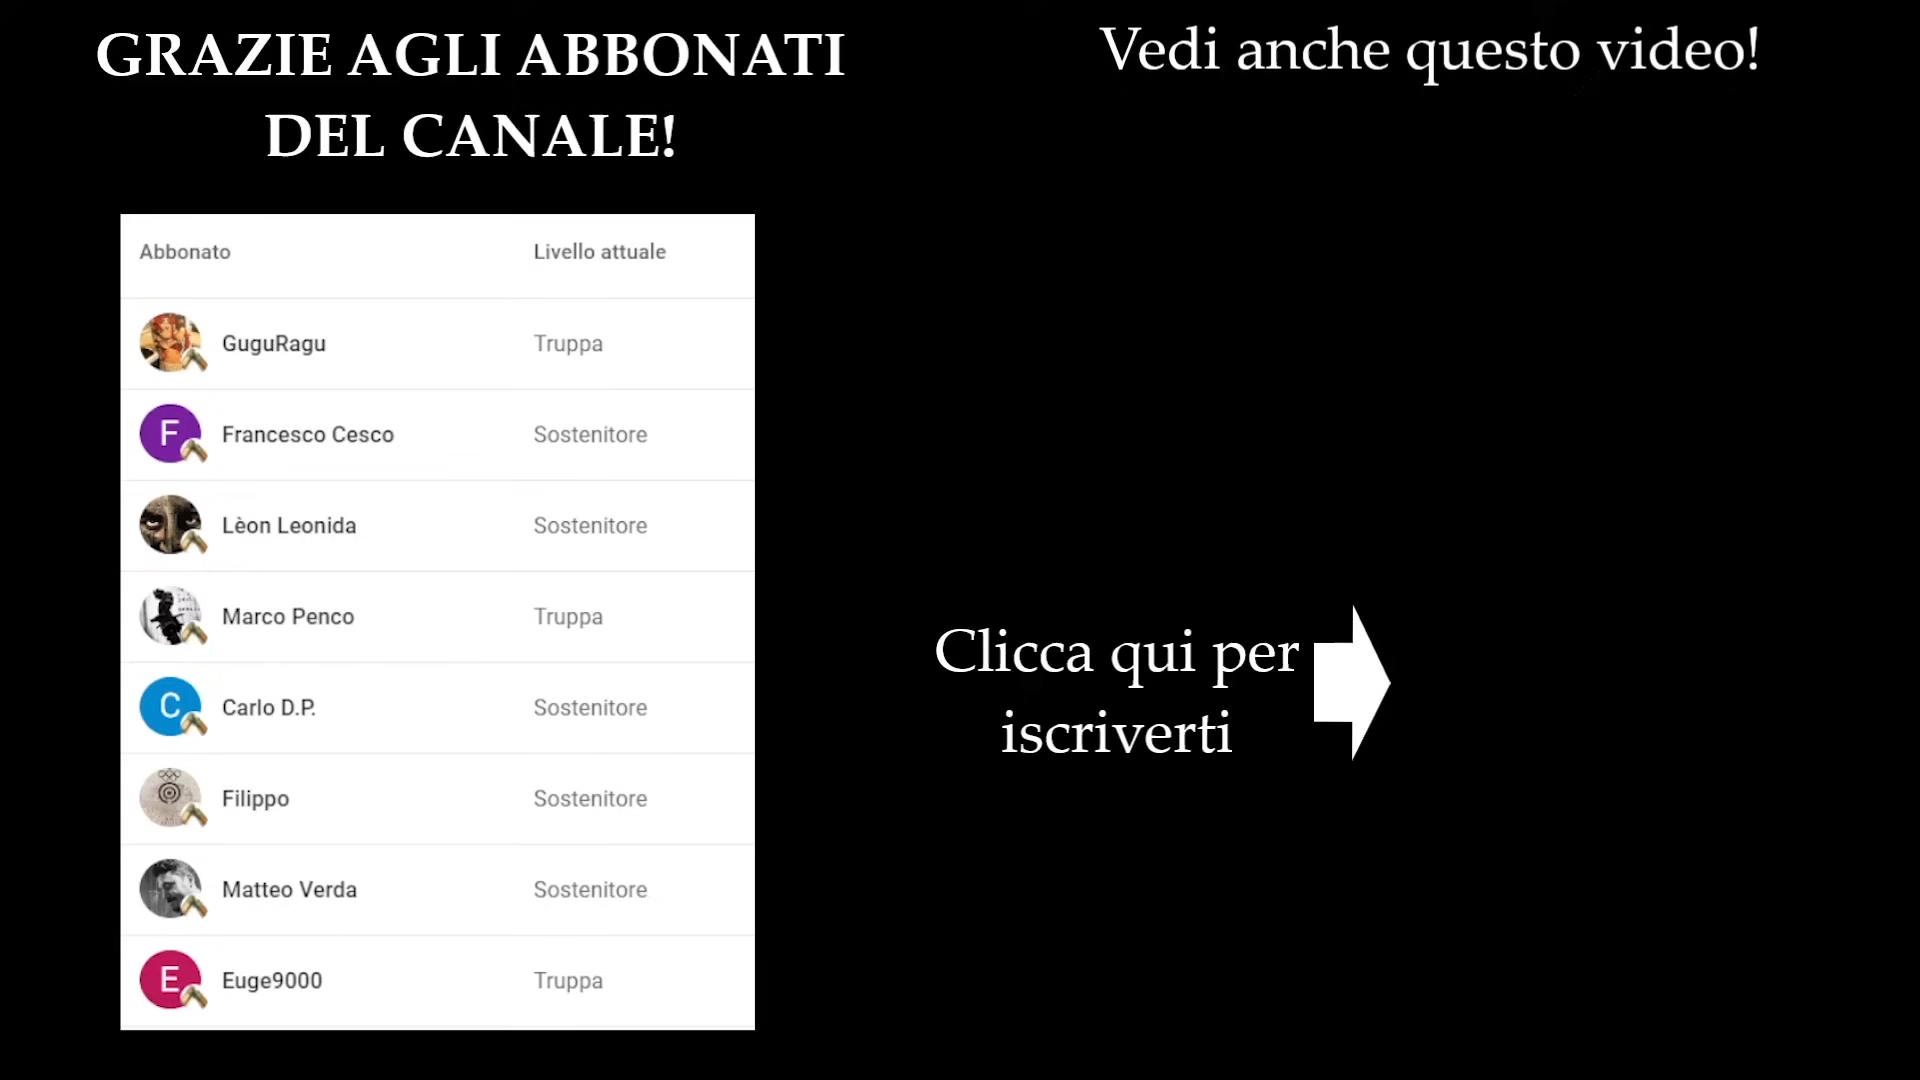 GRAZIE AGLI ABBONATI
DEL CANALE!
Abbonato Livello attuale
GuguRagu Truppa
F Francesco Cesco Sostenitore
Lèon Leonida Sostenitore
Marco Penco Truppa
C Carlo D.P. Sostenitore
Filippo Sostenitore
Matteo Verda Sostenitore
E Euge9000 Truppa
Vedi anche questo video!
Clicca qui per
iscriverti